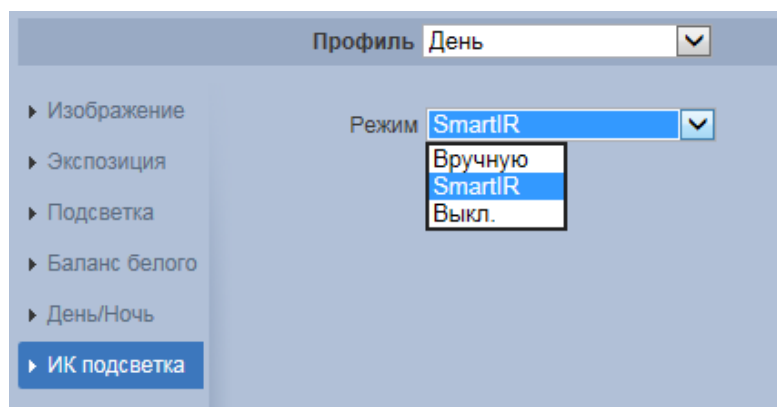 Профиль День
Изображение
Режим SmartIR
Экспозиция
Вручную
SmartIR
Подсветка
Выкл.
Баланс белого
День/Ночь
ИК подсветка